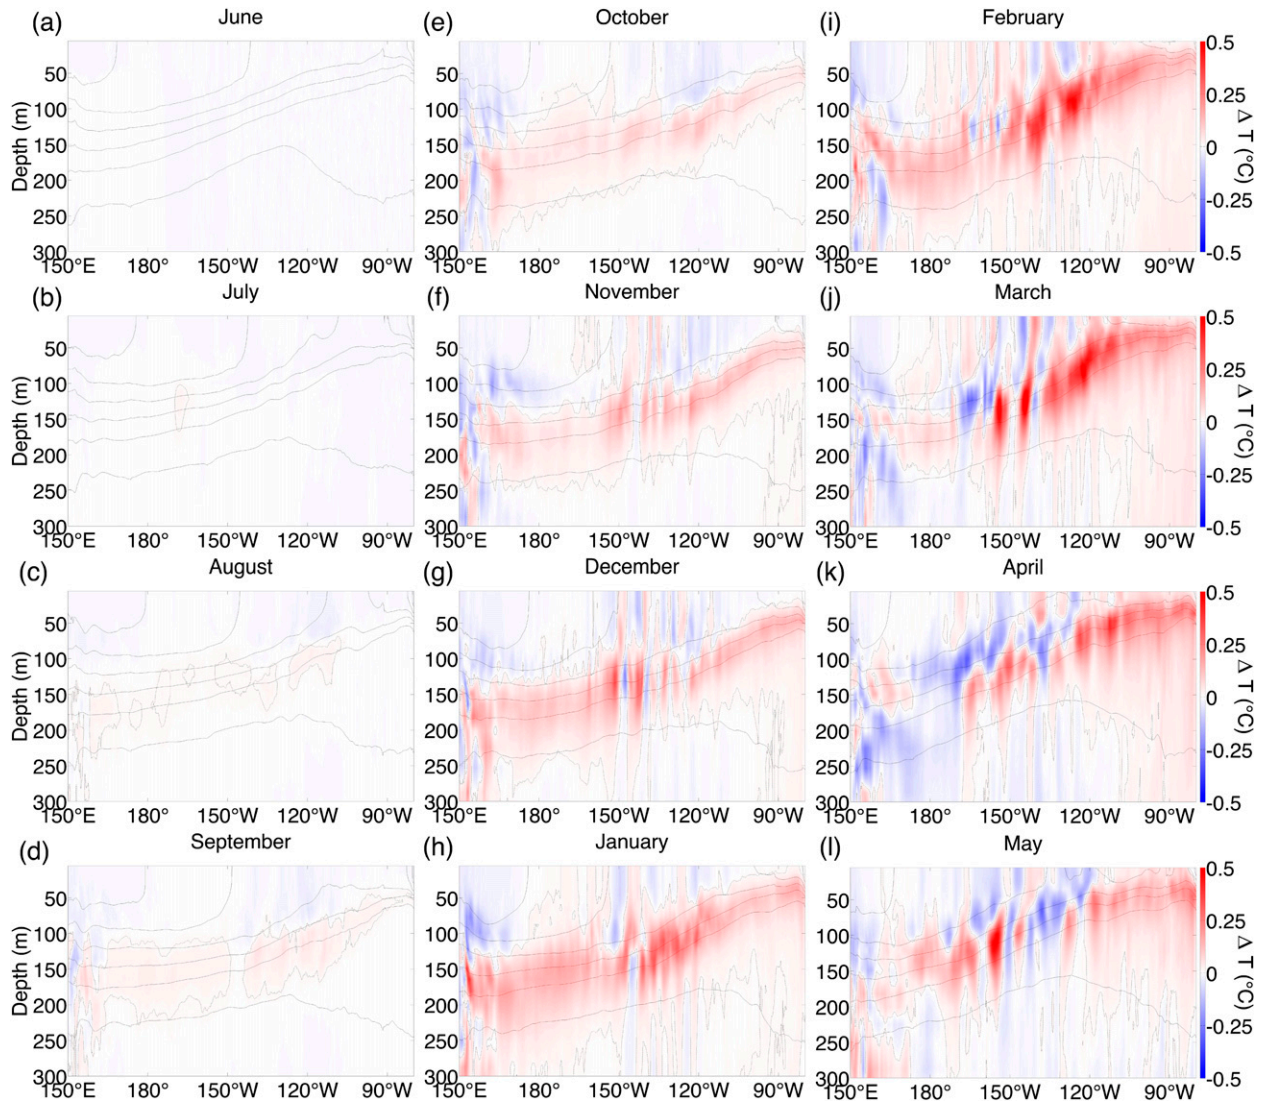 (a) June
(e) October
(i) February
50
100
150
200
250
300
Depth (m)
150°E 180° 150°W 120°W 90°W
50
100
150
200
250
300
150°E 180° 150°W 120°W 90°W
50
100
150
200
250
300
150°E 180° 150°W 120°W 90°W
0.5
0.25
0
-0.25
-0.5
Δ T (°C)
(b) July
(f) November
(j) March
50
100
150
200
250
300
Depth (m)
150°E 180° 150°W 120°W 90°W
50
100
150
200
250
300
150°E 180° 150°W 120°W 90°W
50
100
150
200
250
300
150°E 180° 150°W 120°W 90°W
0.5
0.25
0
-0.25
-0.5
Δ T (°C)
(c) August
(g) December
(k) April
50
100
150
200
250
300
Depth (m)
150°E 180° 150°W 120°W 90°W
50
100
150
200
250
300
150°E 180° 150°W 120°W 90°W
50
100
150
200
250
300
150°E 180° 150°W 120°W 90°W
0.5
0.25
0
-0.25
-0.5
Δ T (°C)
(d) September
(h) January
(l) May
50
100
150
200
250
300
Depth (m)
150°E 180° 150°W 120°W 90°W
50
100
150
200
250
300
150°E 180° 150°W 120°W 90°W
50
100
150
200
250
300
150°E 180° 150°W 120°W 90°W
0.5
0.25
0
-0.25
-0.5
Δ T (°C)